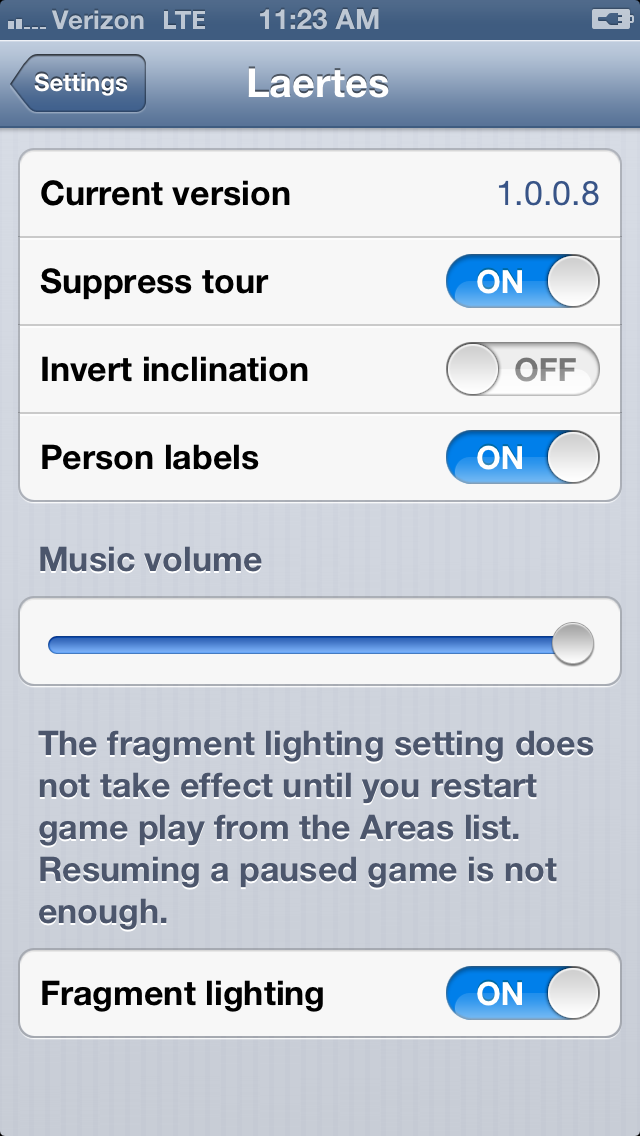 Verizon LTE 11:23 AM
Settings Laertes
Current version 1.0.0.8
Suppress tour ON
Invert inclination OFF
Person labels ON
Music volume
The fragment lighting setting does
not take effect until you restart
game play from the Areas list.
Resuming a paused game is not
enough.
Fragment lighting ON